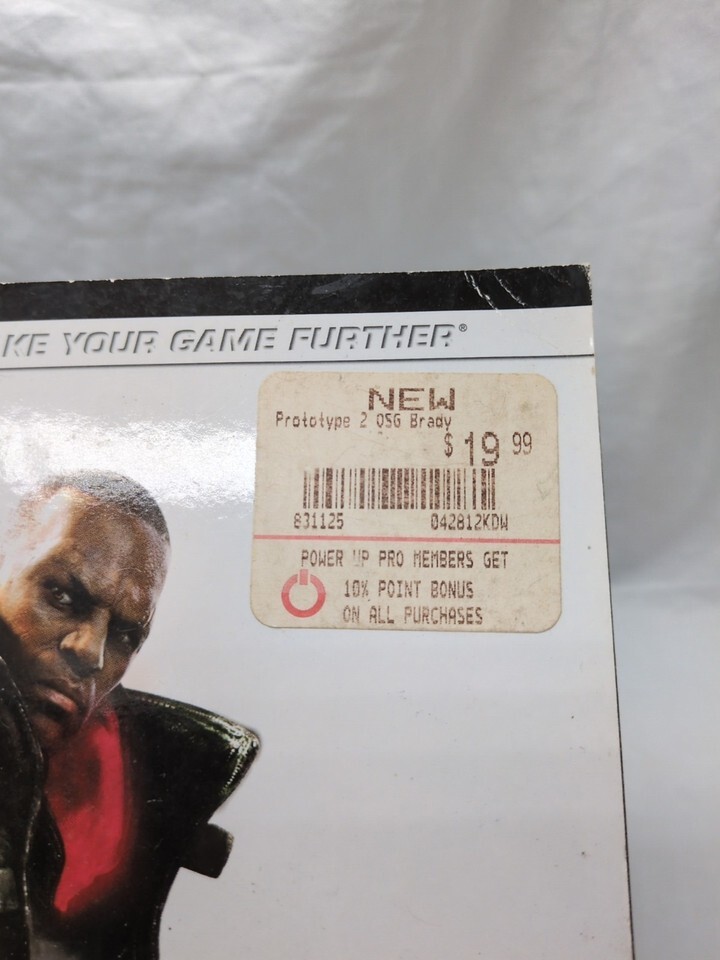 KE YOUR GAME FURTHER®
NEW
Prototype 2 OSG Brady
$ 19 99
831125 042812KDW
POWER UP PRO MEMBERS GET
10% POINT BONUS
ON ALL PURCHASES